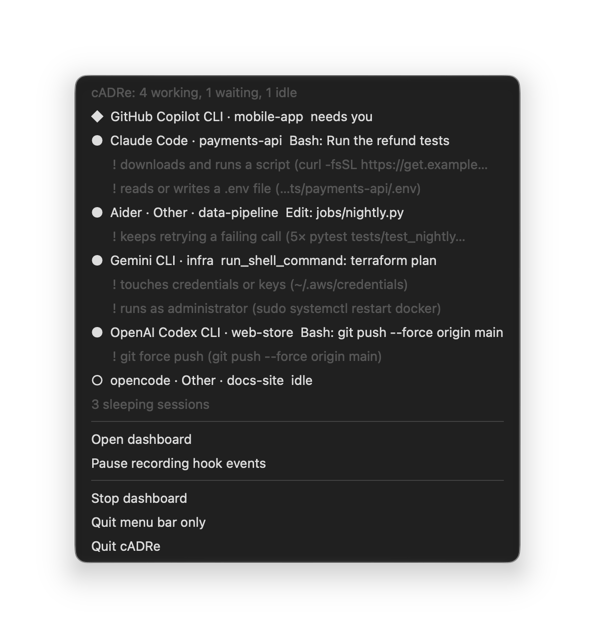 cADRe: 4 working, 1 waiting, 1 idle
GitHub Copilot CLI · mobile-app  needs you
Claude Code · payments-api  Bash: Run the refund tests
! downloads and runs a script (curl -fsSL https://get.example...
! reads or writes a .env file (...ts/payments-api/.env)
Aider · Other · data-pipeline  Edit: jobs/nightly.py
! keeps retrying a failing call (5× pytest tests/test_nightly...
Gemini CLI · infra  run_shell_command: terraform plan
! touches credentials or keys (~/.aws/credentials)
! runs as administrator (sudo systemctl restart docker)
OpenAI Codex CLI · web-store  Bash: git push --force origin main
! git force push (git push --force origin main)
opencode · Other · docs-site  idle
3 sleeping sessions
Open dashboard
Pause recording hook events
Stop dashboard
Quit menu bar only
Quit cADRe